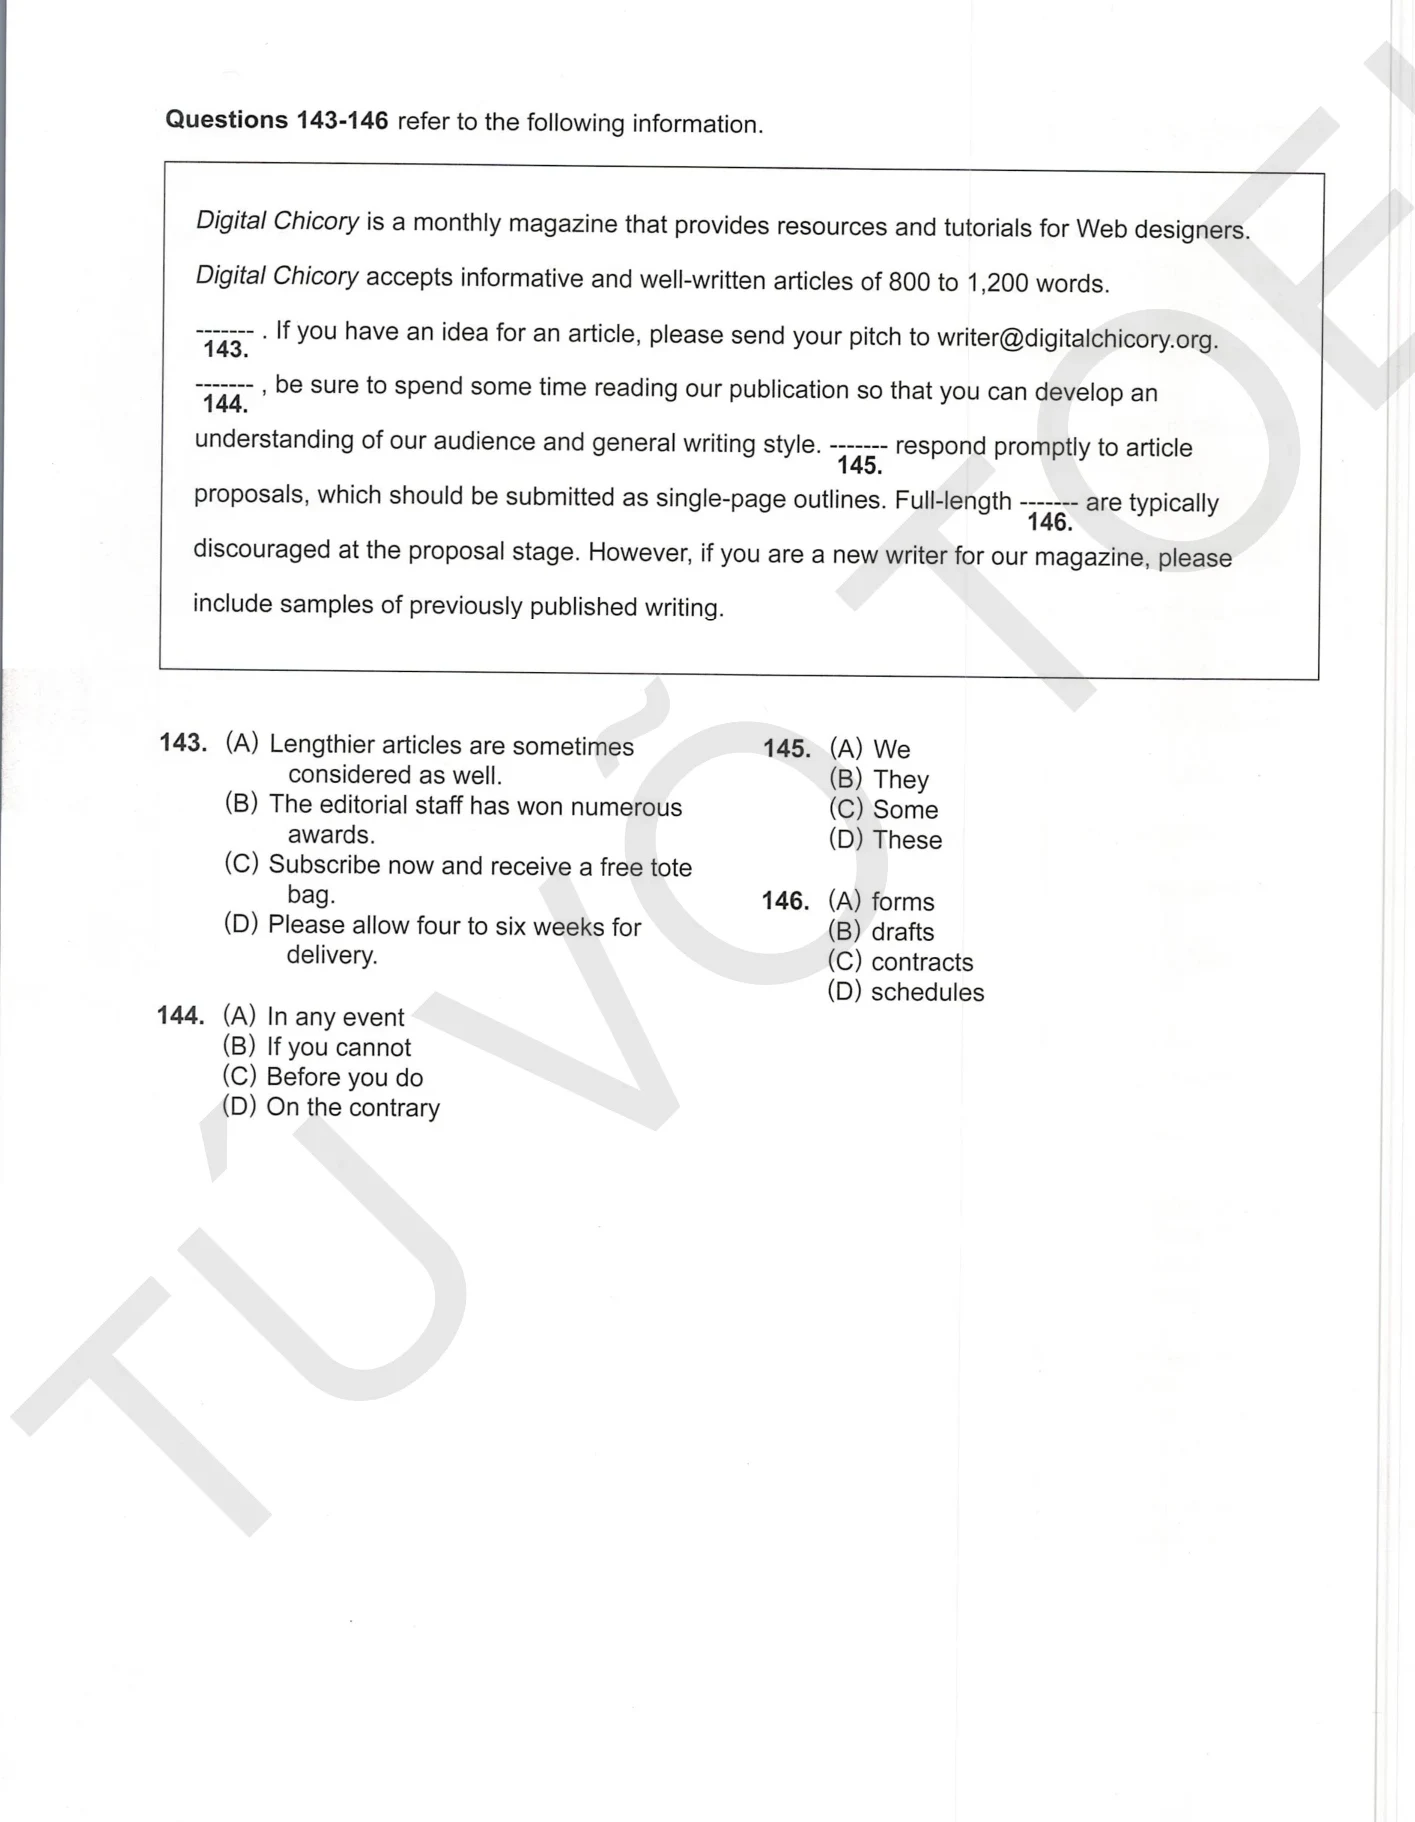 Questions 143-146 refer to the following information.
Digital Chicory is a monthly magazine that provides resources and tutorials for Web designers.
Digital Chicory accepts informative and well-written articles of 800 to 1,200 words.
------- . If you have an idea for an article, please send your pitch to writer@digitalchicory.org.
143.
------- , be sure to spend some time reading our publication so that you can develop an
144.
understanding of our audience and general writing style. ------- respond promptly to article
145.
proposals, which should be submitted as single-page outlines. Full-length ------- are typically
146.
discouraged at the proposal stage. However, if you are a new writer for our magazine, please
include samples of previously published writing.
143. (A) Lengthier articles are sometimes
considered as well.
(B) The editorial staff has won numerous
awards.
(C) Subscribe now and receive a free tote
bag.
(D) Please allow four to six weeks for
delivery.
144. (A) In any event
(B) If you cannot
(C) Before you do
(D) On the contrary
145. (A) We
(B) They
(C) Some
(D) These
146. (A) forms
(B) drafts
(C) contracts
(D) schedules
TÚ VÕ TOE